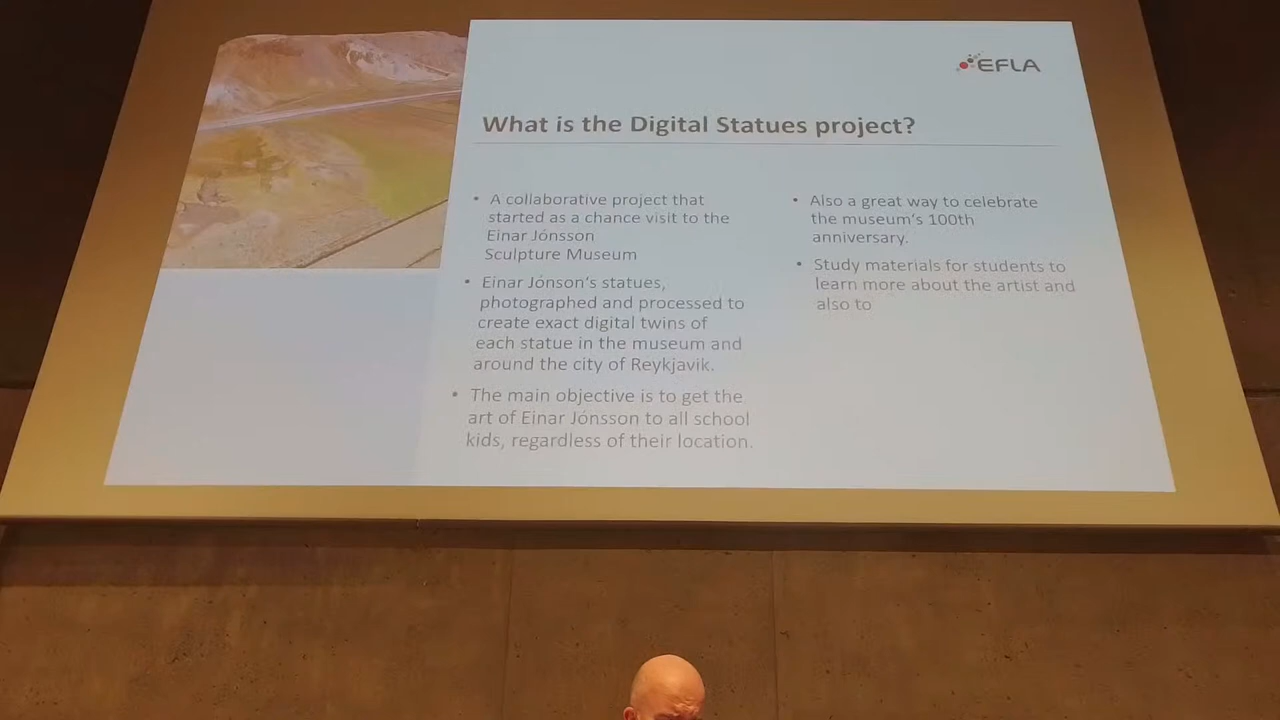 EFLA
What is the Digital Statues project?
• A collaborative project that
started as a chance visit to the
Einar Jónsson
Sculpture Museum
• Einar Jónson's statues,
photographed and processed to
create exact digital twins of
each statue in the museum and
around the city of Reykjavik.
• The main objective is to get the
art of Einar Jónsson to all school
kids, regardless of their location.
• Also a great way to celebrate
the museum's 100th
anniversary.
• Study materials for students to
learn more about the artist and
also to